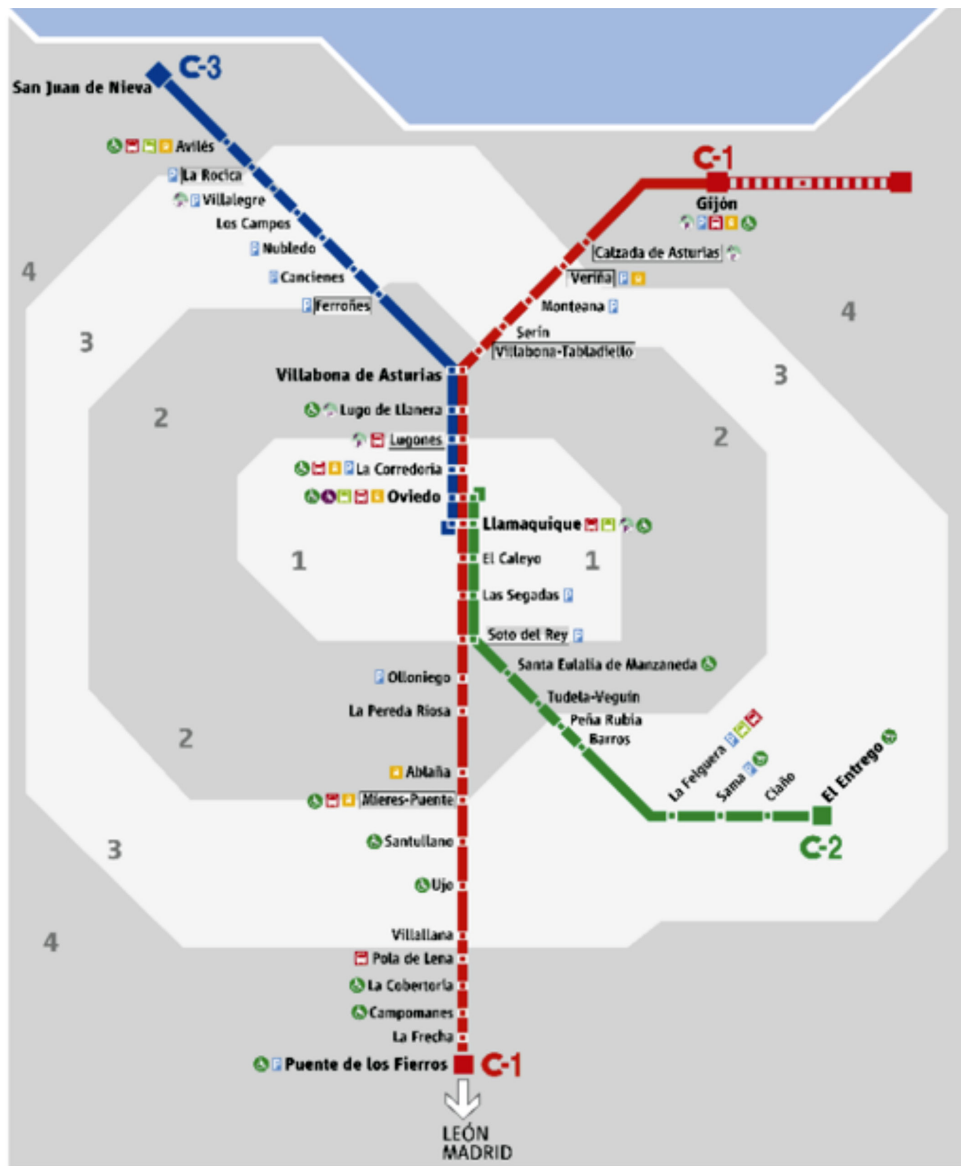 C-3
San Juan de Nieva
Avilés
La Rocica
Villalegre
Los Campos
Nubledo
Cancienes
Ferroñes
C-1
Gijón
Calzada de Asturias
Veriña
Monteana
Serín
Villabona-Tabladiello
4
3
2
4
3
2
Villabona de Asturias
Lugo de Llanera
Lugones
La Corredoria
Oviedo
Llamaquique
1
1
El Caleyo
Las Segadas
Soto del Rey
Santa Eulalia de Manzaneda
Tudela-Veguín
Peña Rubia
Barros
La Felguera
Sama
Ciaño
El Entrego
C-2
Olloniego
La Pereda Riosa
2
Ablaña
Mieres-Puente
Santullano
3
Ujo
Villallana
4
Pola de Lena
La Cobertoria
Campomanes
La Frecha
Puente de los Fierros
C-1
LEÓN
MADRID